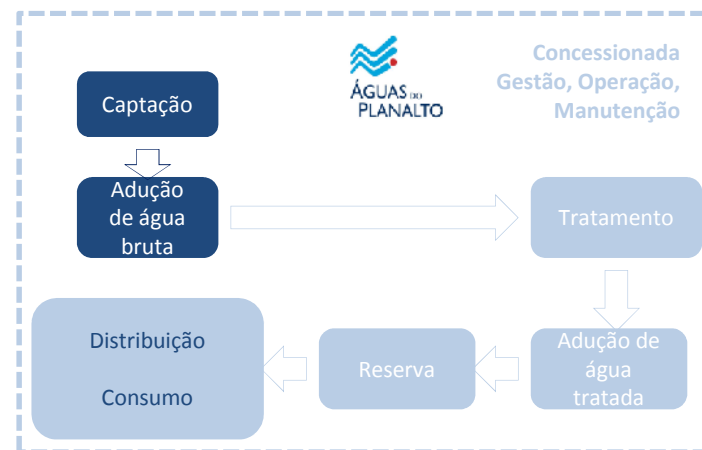 Concessionada
Gestão, Operação,
Manutenção
ÁGUAS DO
PLANALTO
Captação
Adução
de água
bruta
Tratamento
Adução de
água
tratada
Reserva
Distribuição
Consumo